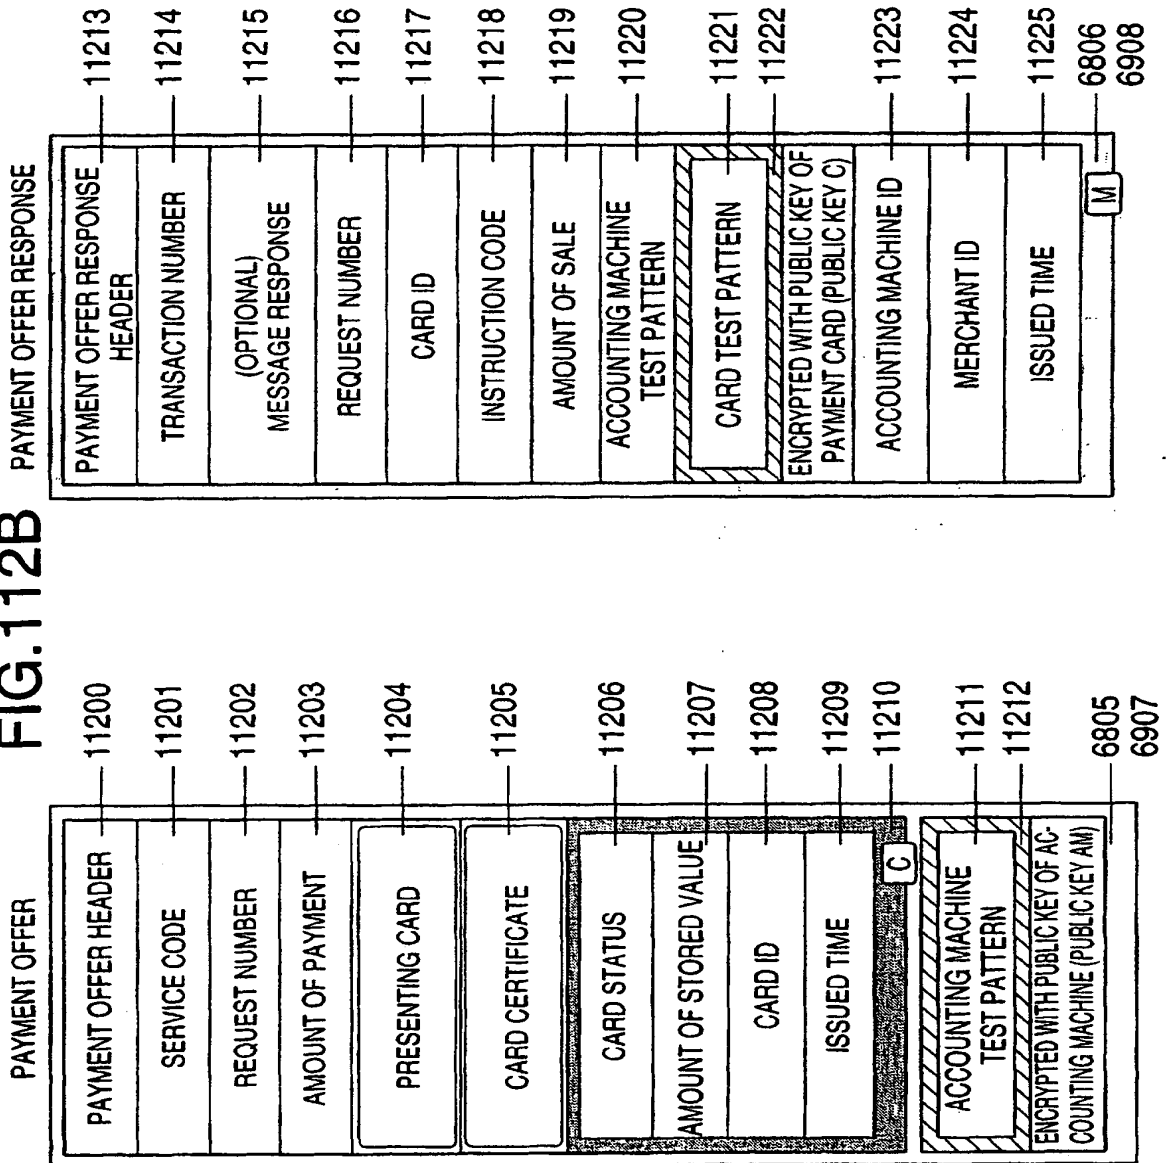 FIG.112B
PAYMENT OFFER
PAYMENT OFFER HEADER
11200
SERVICE CODE
11201
REQUEST NUMBER
11202
AMOUNT OF PAYMENT
11203
PRESENTING CARD
11204
CARD CERTIFICATE
11205
CARD STATUS
11206
AMOUNT OF STORED VALUE
11207
CARD ID
11208
ISSUED TIME
11209
C
11210
ACCOUNTING MACHINE
TEST PATTERN
11211
11212
ENCRYPTED WITH PUBLIC KEY OF AC-
COUNTING MACHINE (PUBLIC KEY AM)
6805
6907
PAYMENT OFFER RESPONSE
PAYMENT OFFER RESPONSE
HEADER
11213
TRANSACTION NUMBER
11214
(OPTIONAL)
MESSAGE RESPONSE
11215
REQUEST NUMBER
11216
CARD ID
11217
INSTRUCTION CODE
11218
AMOUNT OF SALE
11219
ACCOUNTING MACHINE
TEST PATTERN
11220
CARD TEST PATTERN
11221
11222
ENCRYPTED WITH PUBLIC KEY OF
PAYMENT CARD (PUBLIC KEY C)
ACCOUNTING MACHINE ID
11223
MERCHANT ID
11224
ISSUED TIME
11225
M
6806
6908